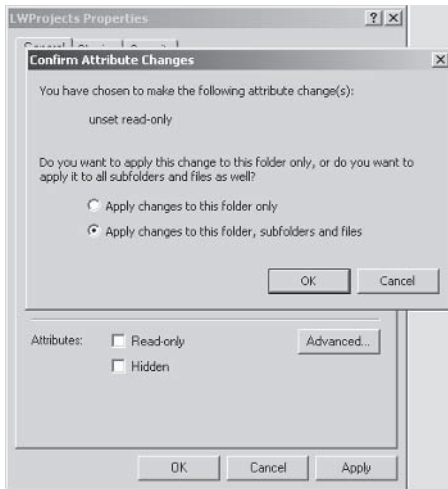 LWProjects Properties
Confirm Attribute Changes
You have chosen to make the following attribute change(s):
unset read-only
Do you want to apply this change to this folder only, or do you want to
apply it to all subfolders and files as well?
Apply changes to this folder only
Apply changes to this folder, subfolders and files
OK Cancel
Attributes: Read-only Advanced...
Hidden
OK Cancel Apply